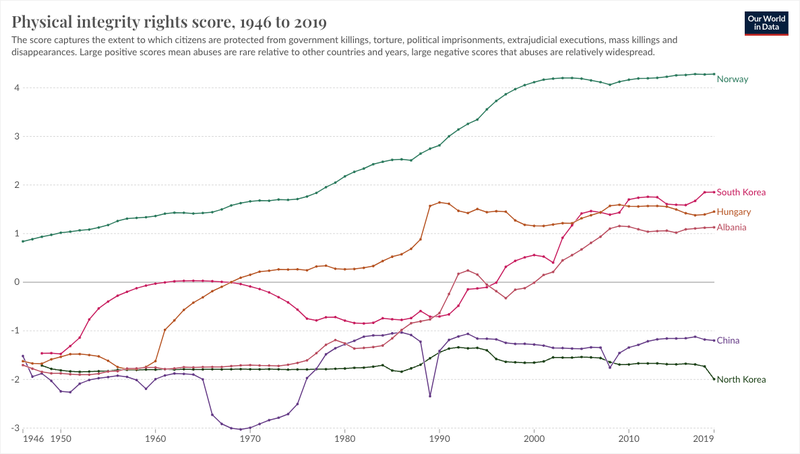 Physical integrity rights score, 1946 to 2019
Our World
in Data
The score captures the extent to which citizens are protected from government killings, torture, political imprisonments, extrajudicial executions, mass killings and
disappearances. Large positive scores mean abuses are rare relative to other countries and years, large negative scores that abuses are relatively widespread.
4
3
2
1
0
-1
-2
-3
Norway
South Korea
Hungary
Albania
China
North Korea
1946 1950 1960 1970 1980 1990 2000 2010 2019